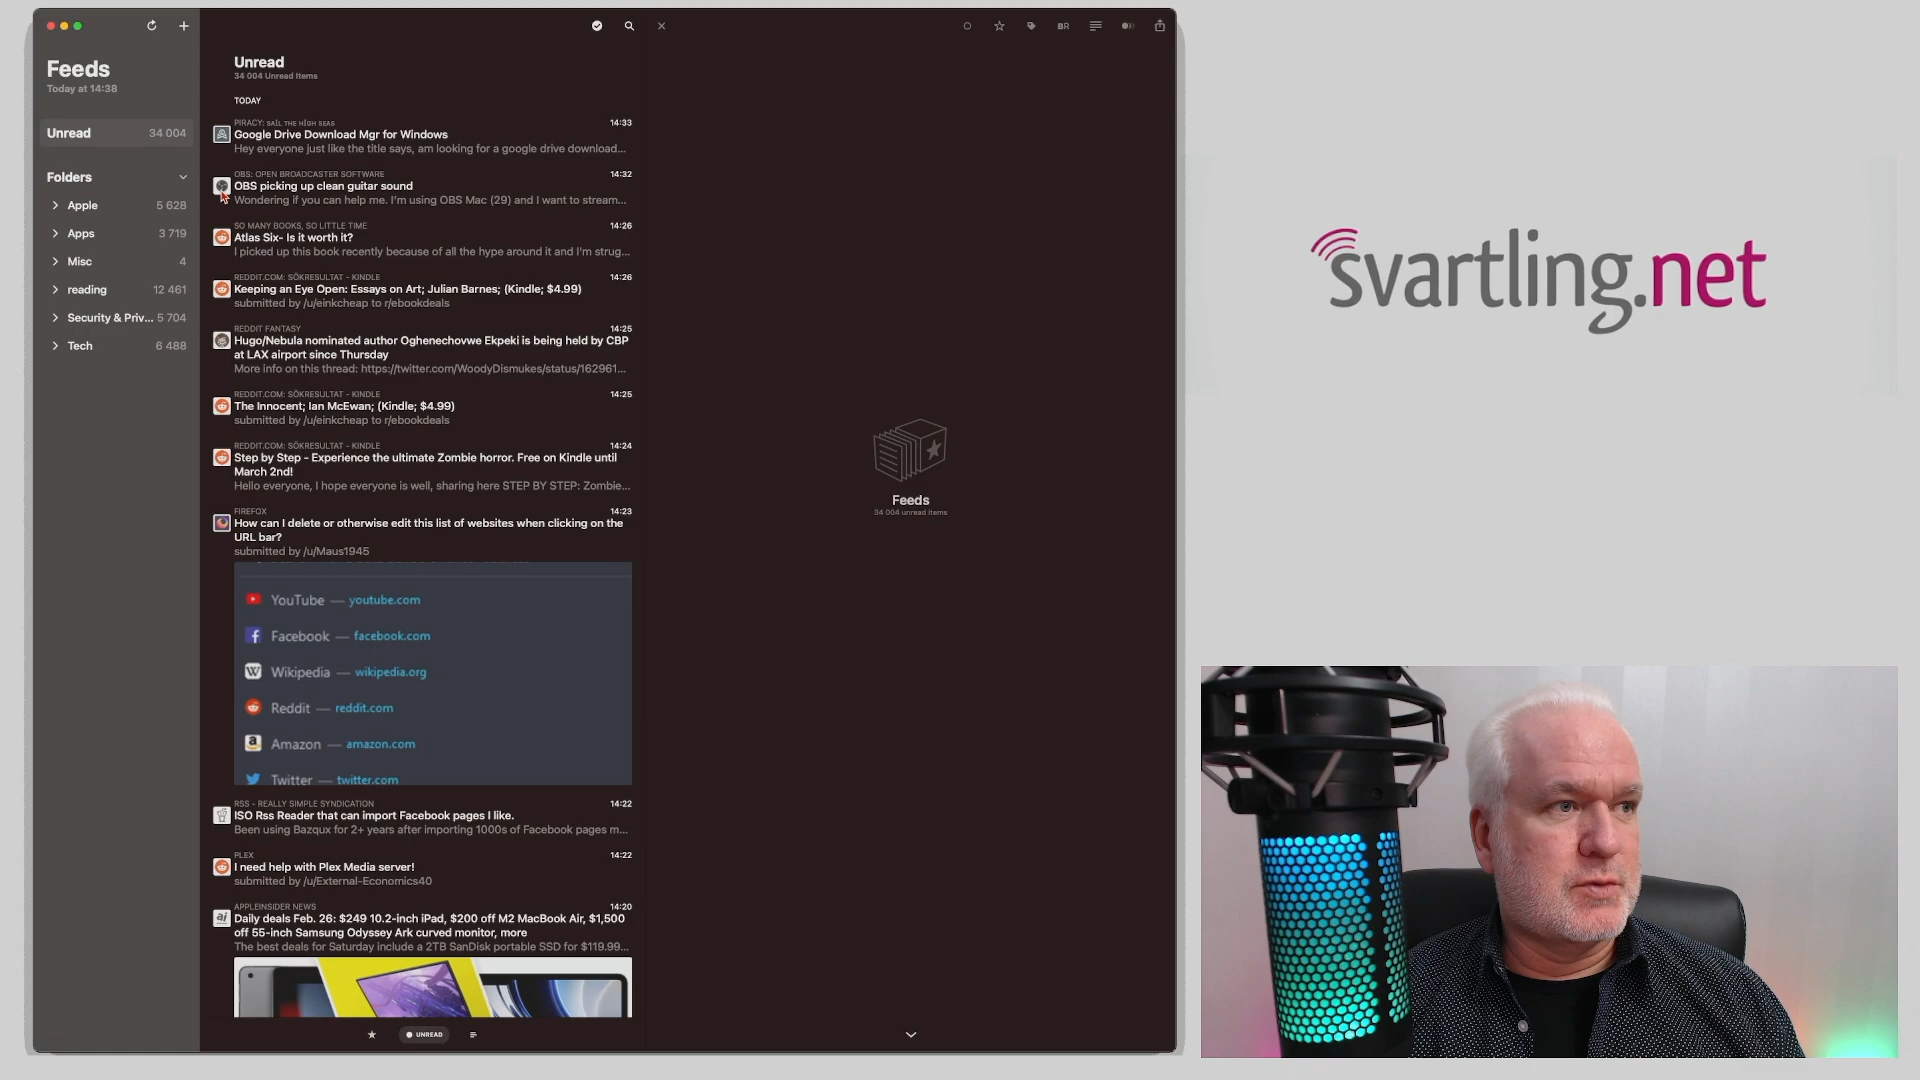 Feeds
Today at 14:38
Unread 34 004
Folders
Apple 5 628
Apps 3 719
Misc 4
reading 12 461
Security & Priv... 5 704
Tech 6 488
Unread
34 004 Unread Items
TODAY
PIRACY: SAIL THE HIGH SEAS 14:33
Google Drive Download Mgr for Windows
Hey everyone just like the title says, am looking for a google drive download...
OBS: OPEN BROADCASTER SOFTWARE 14:32
OBS picking up clean guitar sound
Wondering if you can help me. I'm using OBS Mac (29) and I want to stream...
SO MANY BOOKS, SO LITTLE TIME 14:26
Atlas Six- Is it worth it?
I picked up this book recently because of all the hype around it and I'm strug...
REDDIT.COM: SÖKRESULTAT - KINDLE 14:26
Keeping an Eye Open: Essays on Art; Julian Barnes; (Kindle; $4.99)
submitted by /u/einkcheap to r/ebookdeals
REDDIT FANTASY 14:25
Hugo/Nebula nominated author Oghenechovwe Ekpeki is being held by CBP
at LAX airport since Thursday
More info on this thread: https://twitter.com/WoodyDismukes/status/162961...
REDDIT.COM: SÖKRESULTAT - KINDLE 14:25
The Innocent; Ian McEwan; (Kindle; $4.99)
submitted by /u/einkcheap to r/ebookdeals
REDDIT.COM: SÖKRESULTAT - KINDLE 14:24
Step by Step - Experience the ultimate Zombie horror. Free on Kindle until
March 2nd!
Hello everyone, I hope everyone is well, sharing here STEP BY STEP: Zombie...
FIREFOX 14:23
How can I delete or otherwise edit this list of websites when clicking on the
URL bar?
submitted by /u/Maus1945
YouTube — youtube.com
Facebook — facebook.com
Wikipedia — wikipedia.org
Reddit — reddit.com
Amazon — amazon.com
Twitter — twitter.com
RSS - REALLY SIMPLE SYNDICATION 14:22
ISO Rss Reader that can import Facebook pages I like.
Been using Bazqux for 2+ years after importing 1000s of Facebook pages m...
PLEX 14:22
I need help with Plex Media server!
submitted by /u/External-Economics40
APPLEINSIDER NEWS 14:20
Daily deals Feb. 26: $249 10.2-inch iPad, $200 off M2 MacBook Air, $1,500
off 55-inch Samsung Odyssey Ark curved monitor, more
The best deals for Saturday include a 2TB SanDisk portable SSD for $119.99...
UNREAD
BR
Feeds
34 004 unread items
svartling.net